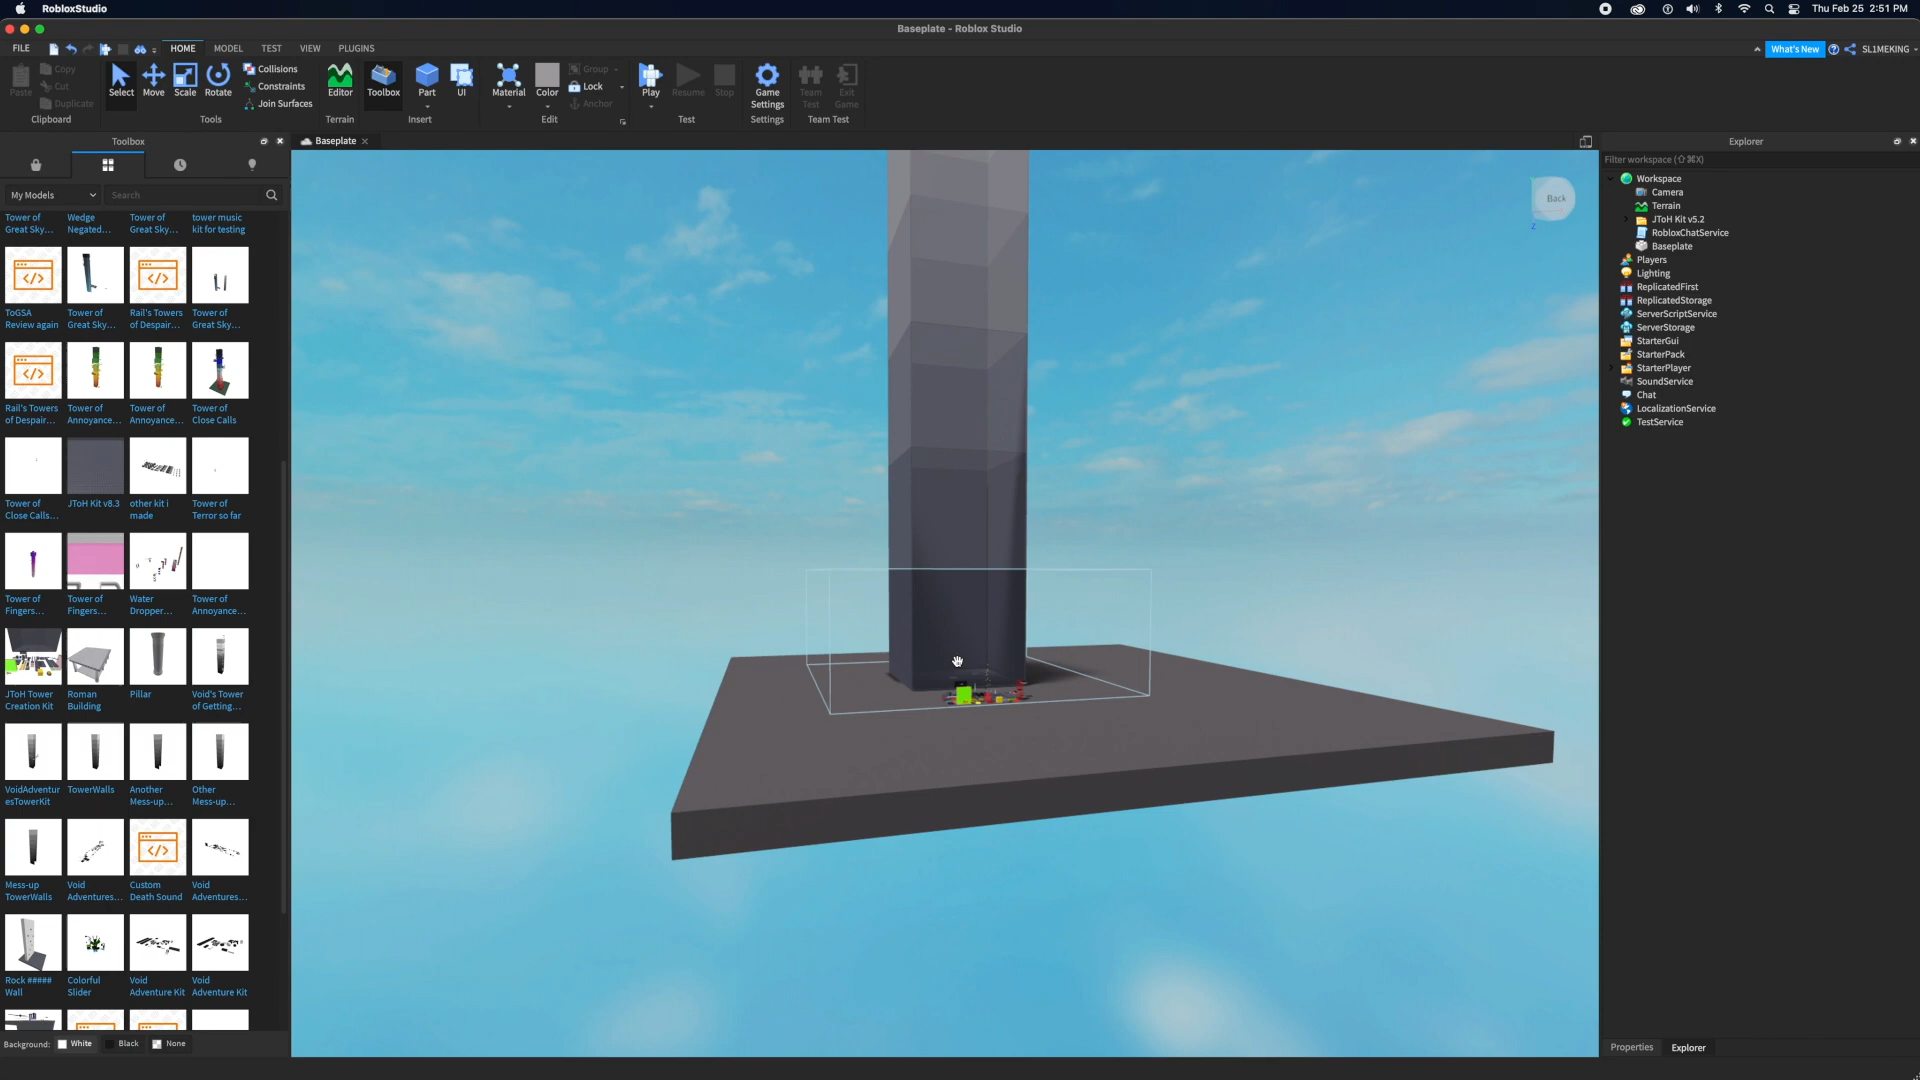 RobloxStudio
Thu Feb 25 2:51 PM
Baseplate - Roblox Studio
FILE
HOME
MODEL
TEST
VIEW
PLUGINS
What's New
SL1MEKING
Paste
Copy
Cut
Duplicate
Clipboard
Select
Move
Scale
Rotate
Collisions
Constraints
Join Surfaces
Tools
Editor
Terrain
Toolbox
Part
UI
Insert
Material
Color
Group
Lock
Anchor
Edit
Play
Resume
Stop
Test
Game
Settings
Settings
Team
Test
Exit
Game
Team Test
Toolbox
Baseplate
Explorer
My Models
Search
Filter workspace (⇧⌘X)
Tower of
Great Sky...
Wedge
Negated...
Tower of
Great Sky...
tower music
kit for testing
ToGSA
Review again
Tower of
Great Sky...
Rail's Towers
of Despair...
Tower of
Great Sky...
Rail's Towers
of Despair...
Tower of
Annoyance...
Tower of
Annoyance...
Tower of
Close Calls
Tower of
Close Calls...
JToH Kit v8.3
other kit i
made
Tower of
Terror so far
Tower of
Fingers...
Tower of
Fingers...
Water
Dropper...
Tower of
Annoyance...
JToH Tower
Creation Kit
Roman
Building
Pillar
Void's Tower
of Getting...
VoidAdventur
esTowerKit
TowerWalls
Another
Mess-up...
Other
Mess-up...
Mess-up
TowerWalls
Void
Adventures...
Custom
Death Sound
Void
Adventures...
Rock #####
Wall
Colorful
Slider
Void
Adventure Kit
Void
Adventure Kit
Background:
White
Black
None
Back
Z
Workspace
Camera
Terrain
JToH Kit v5.2
RobloxChatService
Baseplate
Players
Lighting
ReplicatedFirst
ReplicatedStorage
ServerScriptService
ServerStorage
StarterGui
StarterPack
StarterPlayer
SoundService
Chat
LocalizationService
TestService
Properties
Explorer